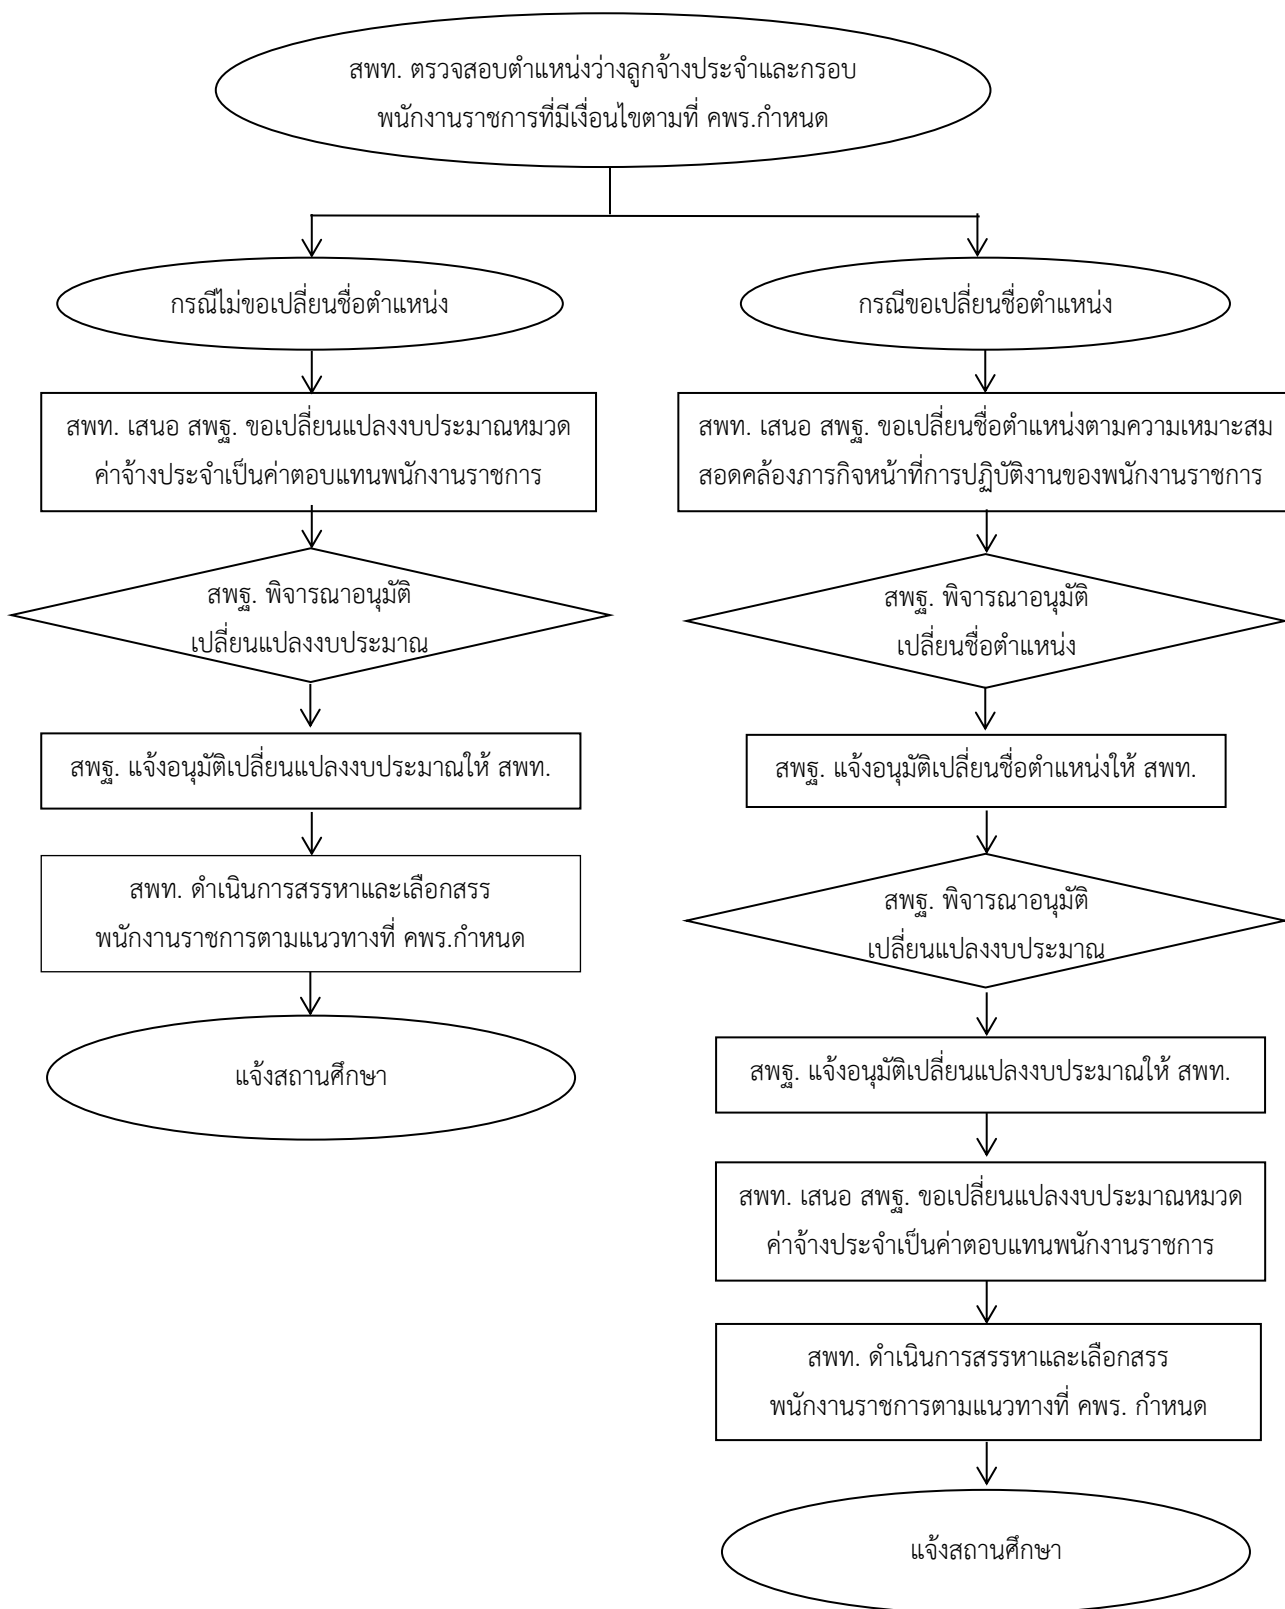 สพท. ตรวจสอบตำแหน่งว่างลูกจ้างประจำและกรอบ
พนักงานราชการที่มีเงื่อนไขตามที่ คพร.กำหนด
กรณีไม่ขอเปลี่ยนชื่อตำแหน่ง
สพท. เสนอ สพฐ. ขอเปลี่ยนแปลงงบประมาณหมวด
ค่าจ้างประจำเป็นค่าตอบแทนพนักงานราชการ
สพฐ. พิจารณาอนุมัติ
เปลี่ยนแปลงงบประมาณ
สพฐ. แจ้งอนุมัติเปลี่ยนแปลงงบประมาณให้ สพท.
สพท. ดำเนินการสรรหาและเลือกสรร
พนักงานราชการตามแนวทางที่ คพร.กำหนด
แจ้งสถานศึกษา
กรณีขอเปลี่ยนชื่อตำแหน่ง
สพท. เสนอ สพฐ. ขอเปลี่ยนชื่อตำแหน่งตามความเหมาะสม
สอดคล้องภารกิจหน้าที่การปฏิบัติงานของพนักงานราชการ
สพฐ. พิจารณาอนุมัติ
เปลี่ยนชื่อตำแหน่ง
สพฐ. แจ้งอนุมัติเปลี่ยนชื่อตำแหน่งให้ สพท.
สพฐ. พิจารณาอนุมัติ
เปลี่ยนแปลงงบประมาณ
สพฐ. แจ้งอนุมัติเปลี่ยนแปลงงบประมาณให้ สพท.
สพท. เสนอ สพฐ. ขอเปลี่ยนแปลงงบประมาณหมวด
ค่าจ้างประจำเป็นค่าตอบแทนพนักงานราชการ
สพท. ดำเนินการสรรหาและเลือกสรร
พนักงานราชการตามแนวทางที่ คพร. กำหนด
แจ้งสถานศึกษา